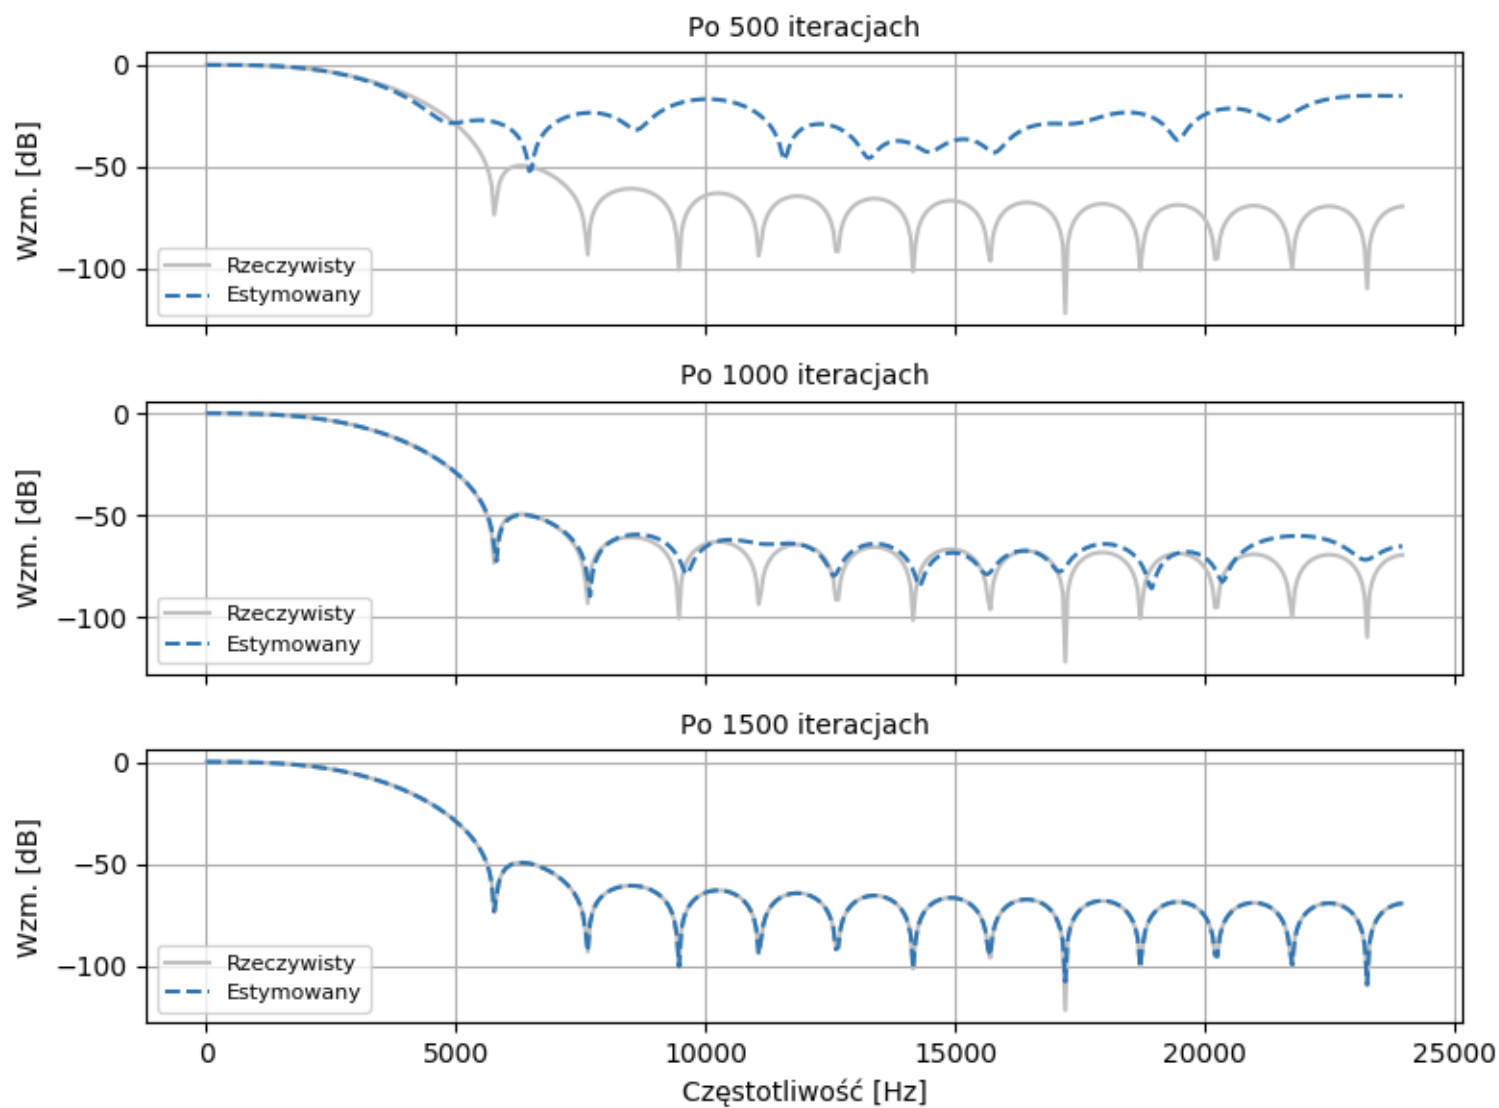 Po 500 iteracjach
0
−50
−100
Wzm. [dB]
Rzeczywisty
Estymowany
Po 1000 iteracjach
0
−50
−100
Wzm. [dB]
Rzeczywisty
Estymowany
Po 1500 iteracjach
0
−50
−100
Wzm. [dB]
Rzeczywisty
Estymowany
0 5000 10000 15000 20000 25000
Częstotliwość [Hz]